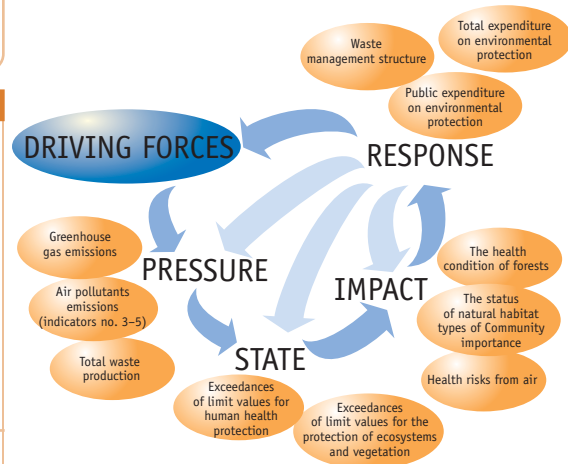 Waste
management structure
Total expenditure
on environmental
protection
Public expenditure
on environmental
protection
DRIVING FORCES
RESPONSE
Greenhouse
gas emissions
PRESSURE
Air pollutants
emissions
(indicators no. 3–5)
Total waste
production
IMPACT
The health
condition of forests
The status
of natural habitat
types of Community
importance
Health risks from air
STATE
Exceedances
of limit values for
human health
protection
Exceedances
of limit values for the
protection of ecosystems
and vegetation